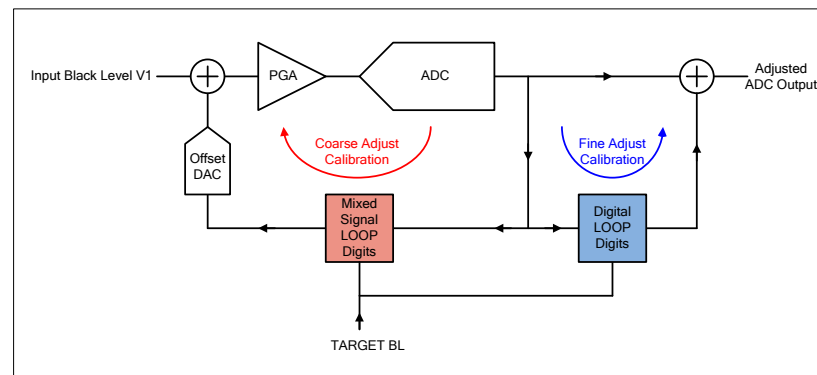 Input Black Level V1
PGA
ADC
Adjusted
ADC Output
Offset
DAC
Coarse Adjust
Calibration
Fine Adjust
Calibration
Mixed
Signal
LOOP
Digits
Digital
LOOP
Digits
TARGET BL